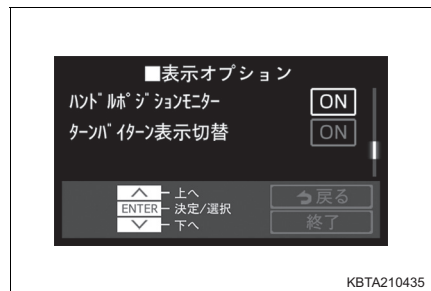 ■表示オプション
ﾊﾝﾄﾞﾙﾎﾟｼﾞｼｮﾝﾓﾆﾀｰ ON
ﾀｰﾝﾊﾞｲﾀｰﾝ表示切替 ON
上へ
ENTER 決定/選択
下へ
戻る
終了
KBTA210435